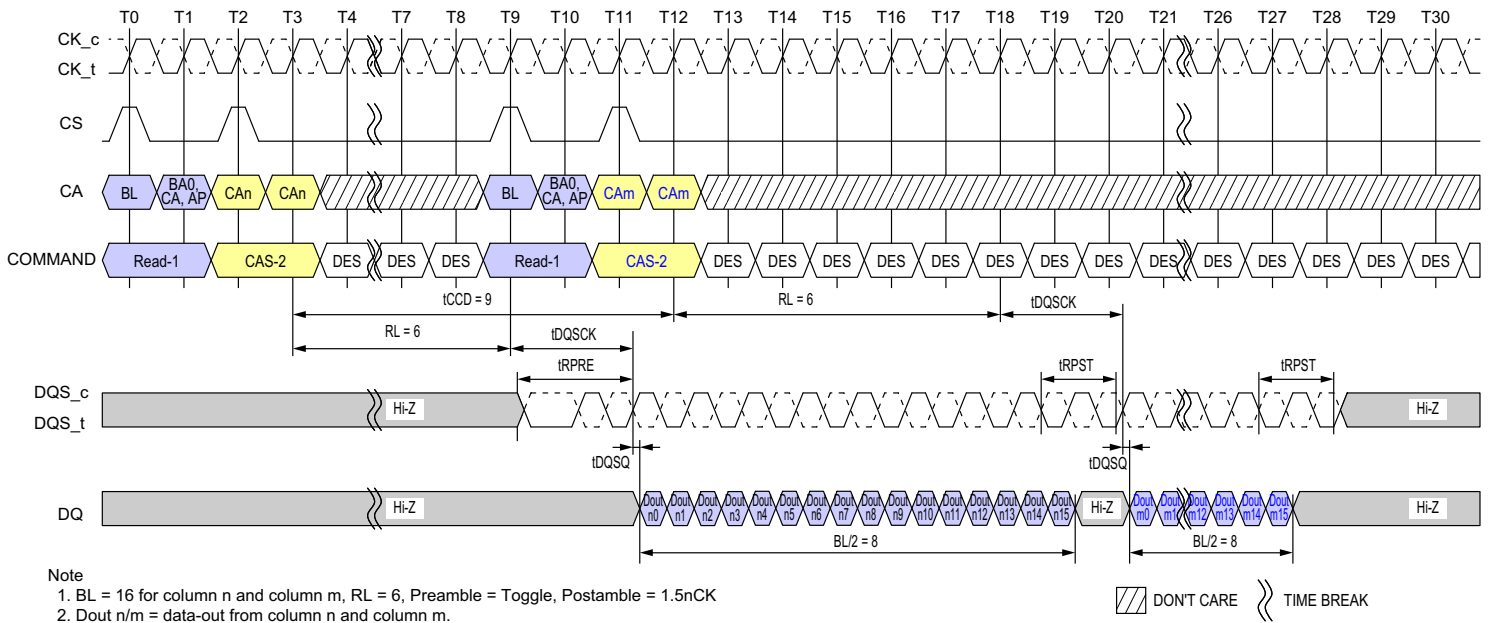 T0 T1 T2 T3 T4 T7 T8 T9 T10 T11 T12 T13 T14 T15 T16 T17 T18 T19 T20 T21 T26 T27 T28 T29 T30
CK_c
CK_t
CS
CA BL BA0, CA, AP CAn CAn BL BA0, CA, AP CAm CAm
COMMAND Read-1 CAS-2 DES DES DES Read-1 CAS-2 DES DES DES DES DES DES DES DES DES DES DES DES DES DES
tCCD = 9 RL = 6 tDQSCK
RL = 6 tDQSCK
tRPRE tRPST tRPST
DQS_c
DQS_t
Hi-Z Hi-Z
tDQSQ tDQSQ
DQ Hi-Z Dout n0 Dout n1 Dout n2 Dout n3 Dout n4 Dout n5 Dout n6 Dout n7 Dout n8 Dout n9 Dout n10 Dout n11 Dout n12 Dout n13 Dout n14 Dout n15 Hi-Z Dout m0 Dout m1 Dout m12 Dout m13 Dout m14 Dout m15 Hi-Z
BL/2 = 8 BL/2 = 8
Note
1. BL = 16 for column n and column m, RL = 6, Preamble = Toggle, Postamble = 1.5nCK
2. Dout n/m = data-out from column n and column m.
DON'T CARE TIME BREAK